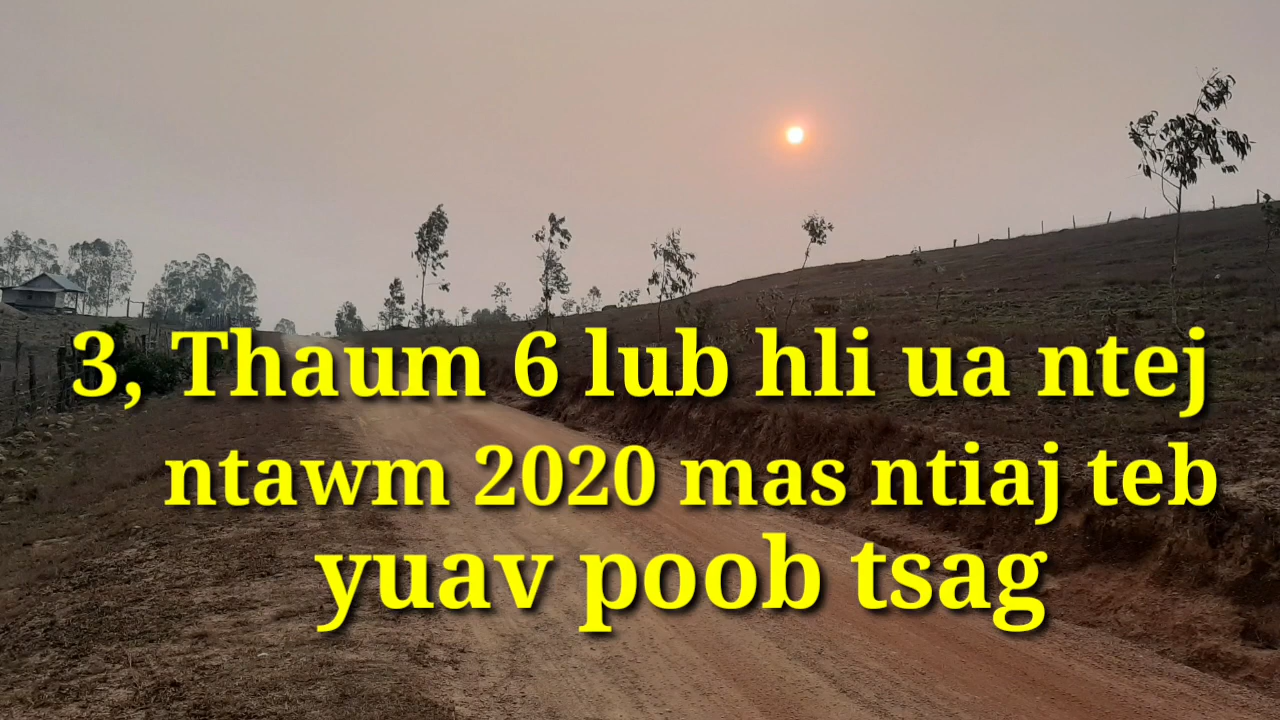 3, Thaum 6 lub hli ua ntej
ntawm 2020 mas ntiaj teb
yuav poob tsag